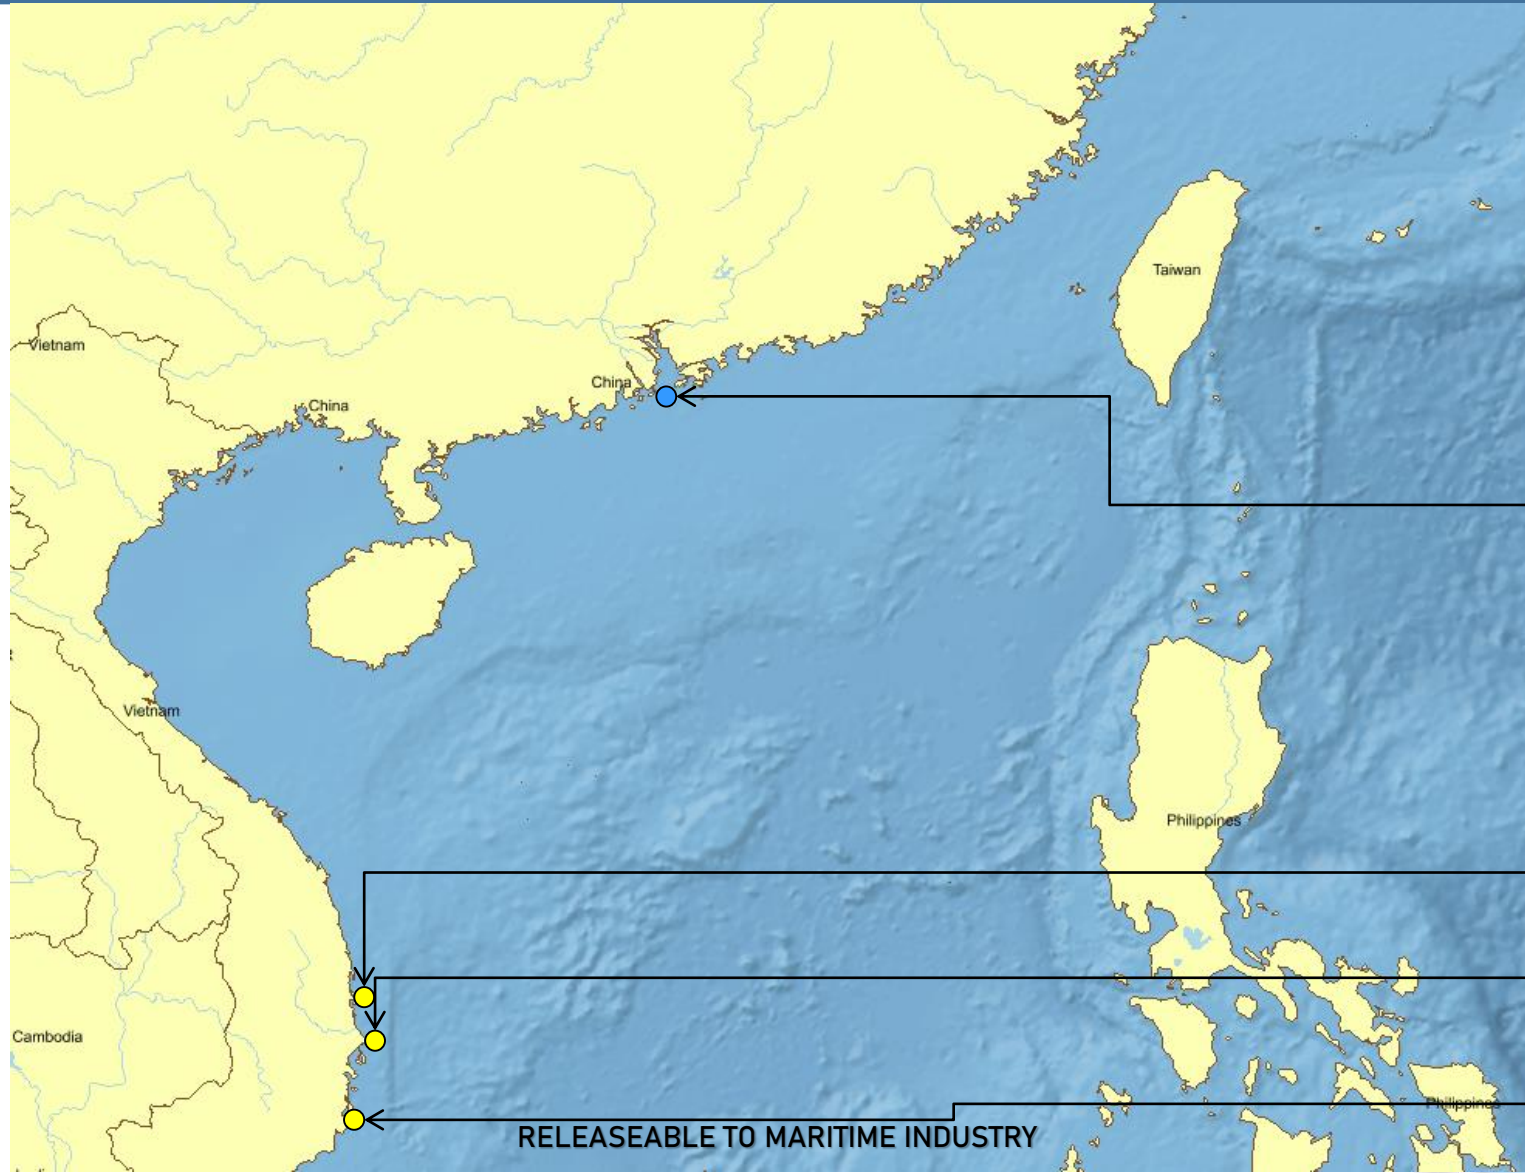 Taiwan
Vietnam
China
China
Vietnam
Philippines
Cambodia
Philippines
RELEASEABLE TO MARITIME INDUSTRY